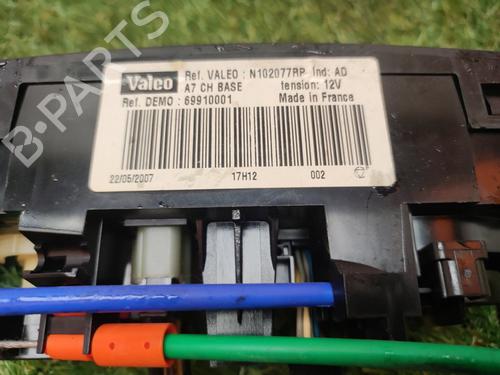 Valeo
Ref. VALEO : N102077RP Ind: AD
A7 CH BASE tension: 12V
Ref. DEMO : 69910001 Made in France
22/05/2007 17H12 002
B-PARTS